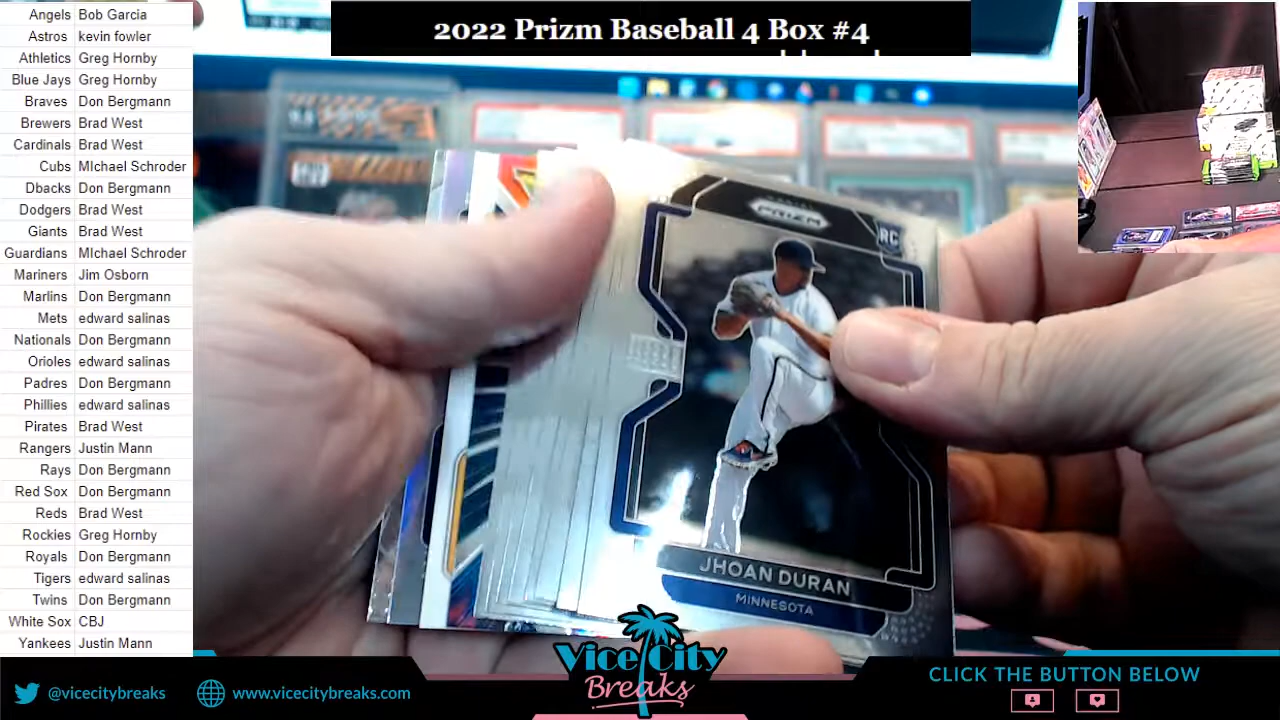 2022 Prizm Baseball 4 Box #4
Angels Bob Garcia
Astros kevin fowler
Athletics Greg Hornby
Blue Jays Greg Hornby
Braves Don Bergmann
Brewers Brad West
Cardinals Brad West
Cubs MIchael Schroder
Dbacks Don Bergmann
Dodgers Brad West
Giants Brad West
Guardians MIchael Schroder
Mariners Jim Osborn
Marlins Don Bergmann
Mets edward salinas
Nationals Don Bergmann
Orioles edward salinas
Padres Don Bergmann
Phillies edward salinas
Pirates Brad West
Rangers Justin Mann
Rays Don Bergmann
Red Sox Don Bergmann
Reds Brad West
Rockies Greg Hornby
Royals Don Bergmann
Tigers edward salinas
Twins Don Bergmann
White Sox CBJ
Yankees Justin Mann
PRIZM
RC
JHOAN DURAN
MINNESOTA
@vicecitybreaks
www.vicecitybreaks.com
Vice City
Breaks
CLICK THE BUTTON BELOW